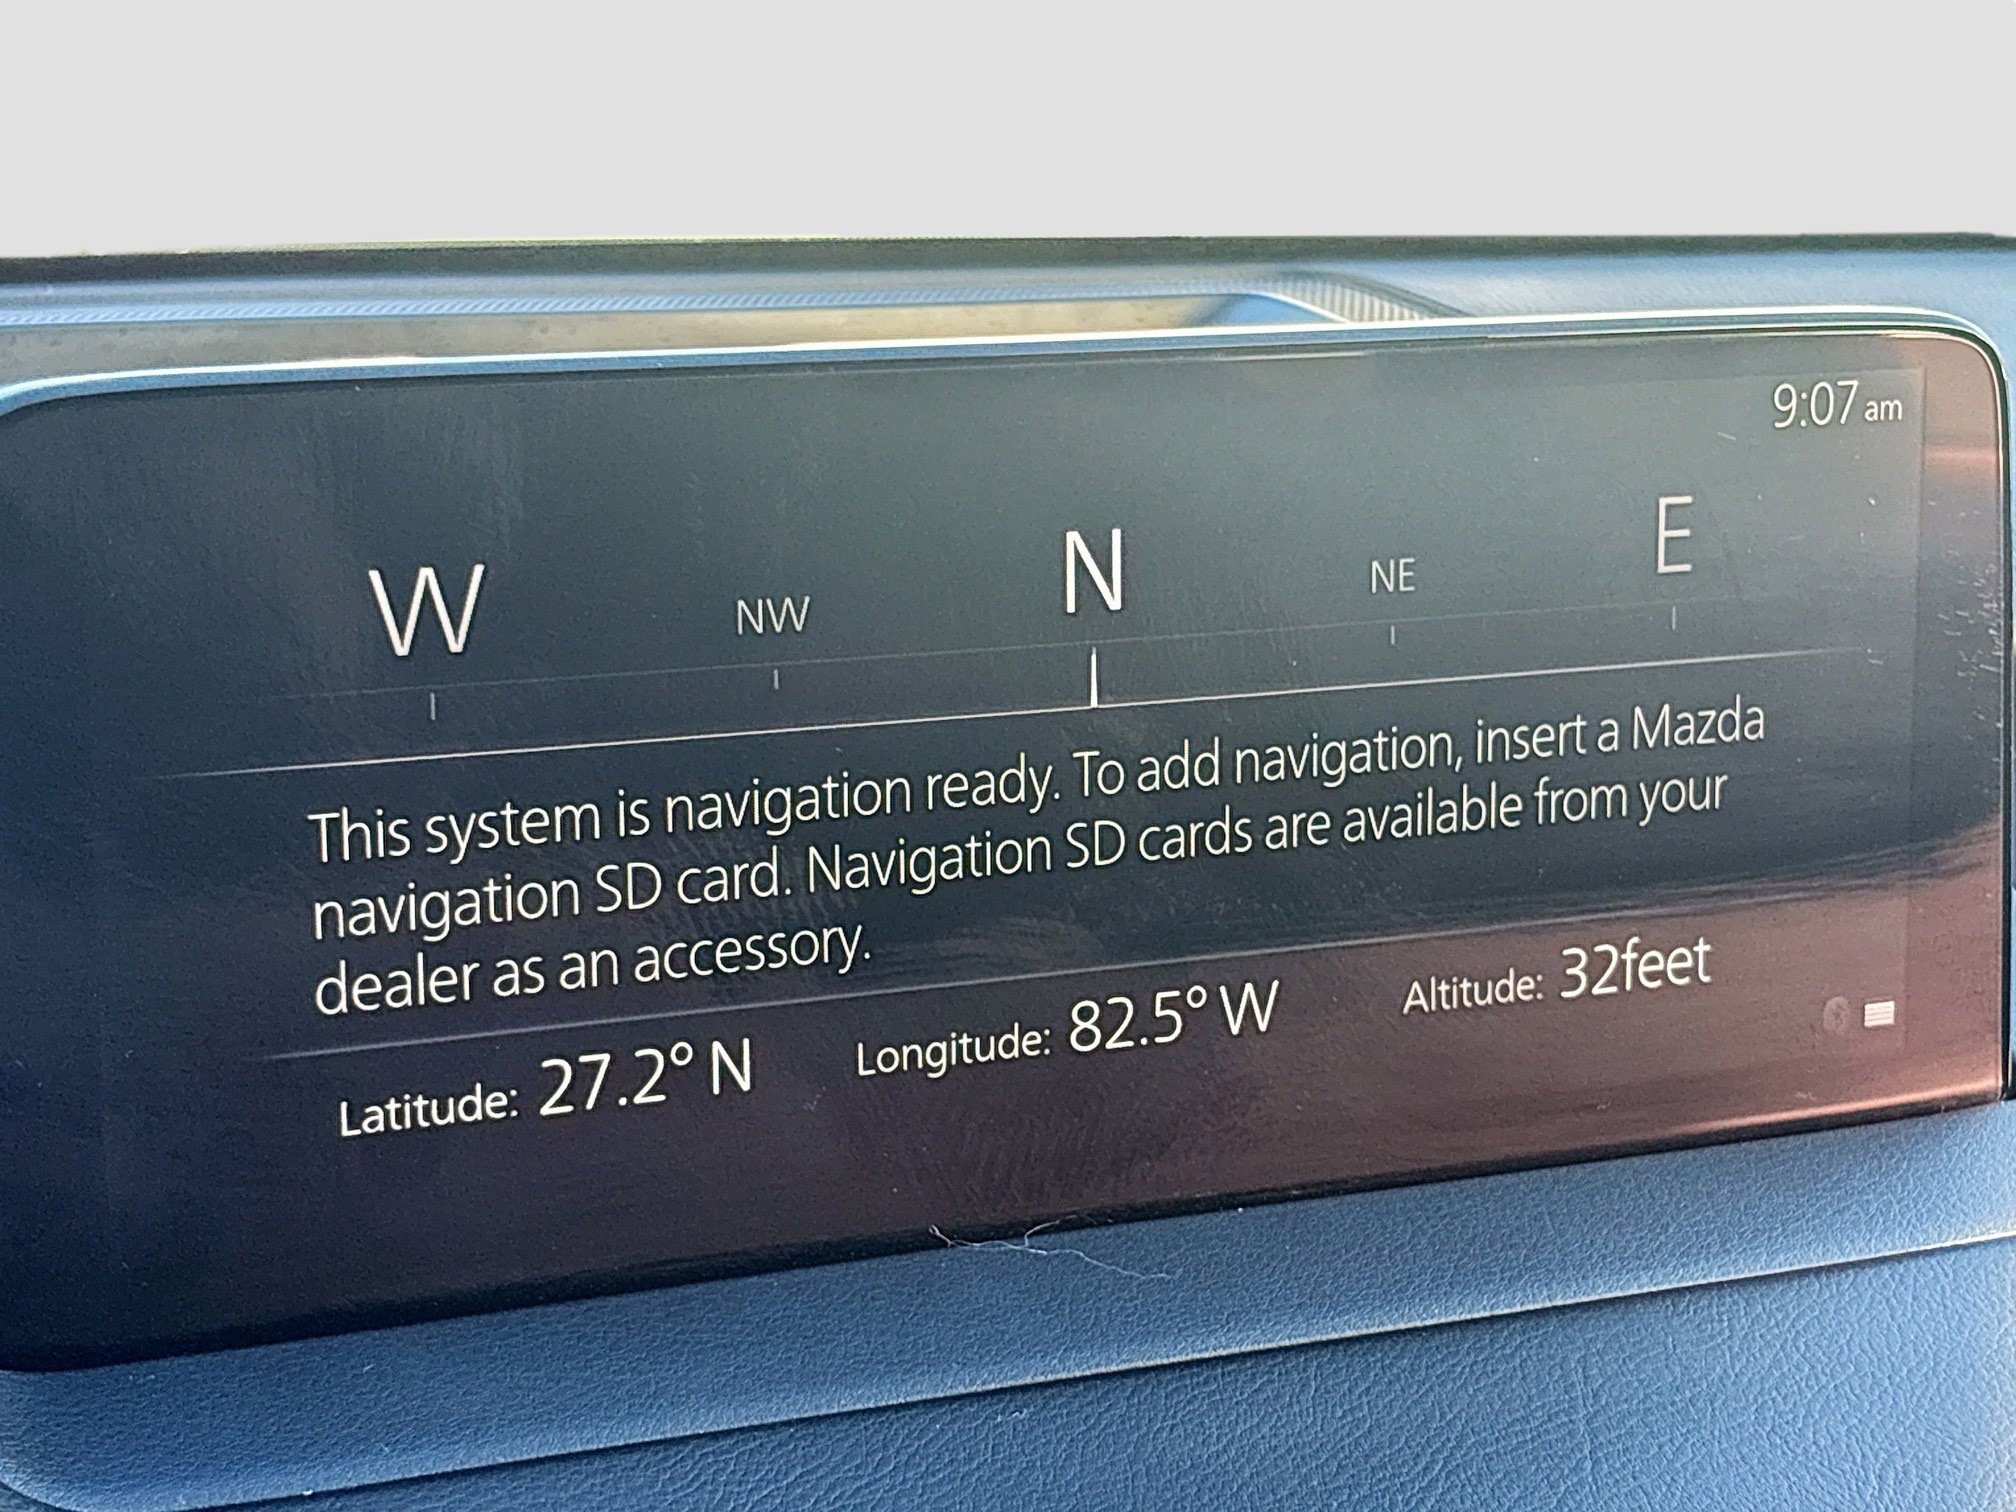 9:07 am
W NW N NE E
This system is navigation ready. To add navigation, insert a Mazda
navigation SD card. Navigation SD cards are available from your
dealer as an accessory.
Latitude: 27.2° N Longitude: 82.5° W Altitude: 32feet